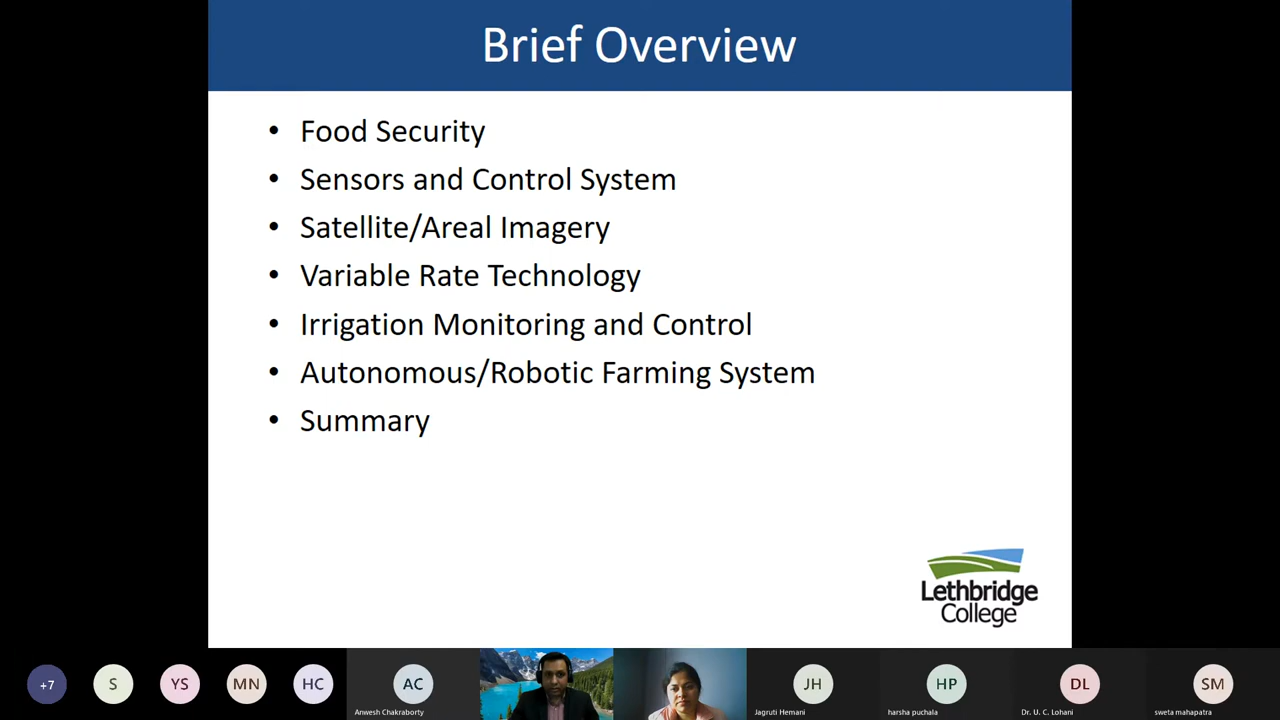 Brief Overview
• Food Security
• Sensors and Control System
• Satellite/Areal Imagery
• Variable Rate Technology
• Irrigation Monitoring and Control
• Autonomous/Robotic Farming System
• Summary
Lethbridge
College
+7
S
YS
MN
HC
AC
JH
HP
DL
SM
Anwesh Chakraborty
Jagruti Hemani
harsha puchala
Dr. U. C. Lohani
sweta mahapatra